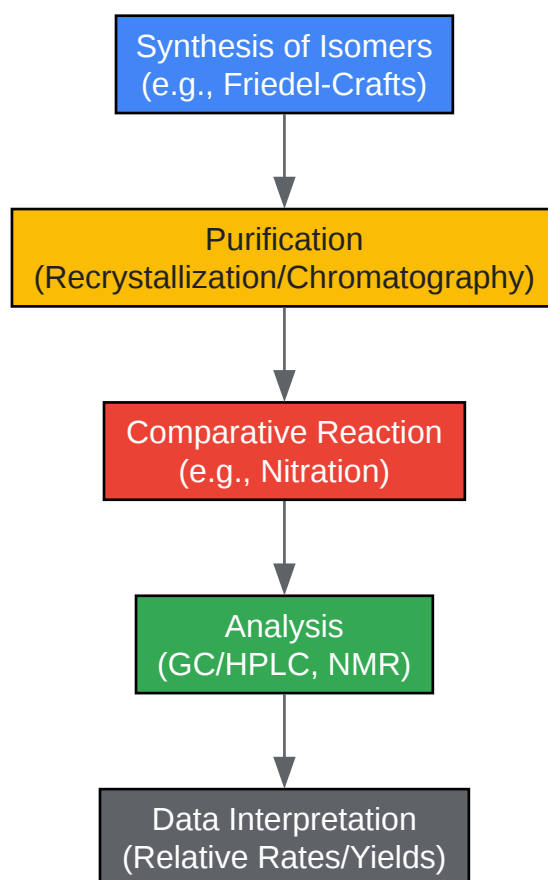 Synthesis of Isomers
(e.g., Friedel-Crafts)
Purification
(Recrystallization/Chromatography)
Comparative Reaction
(e.g., Nitration)
Analysis
(GC/HPLC, NMR)
Data Interpretation
(Relative Rates/Yields)